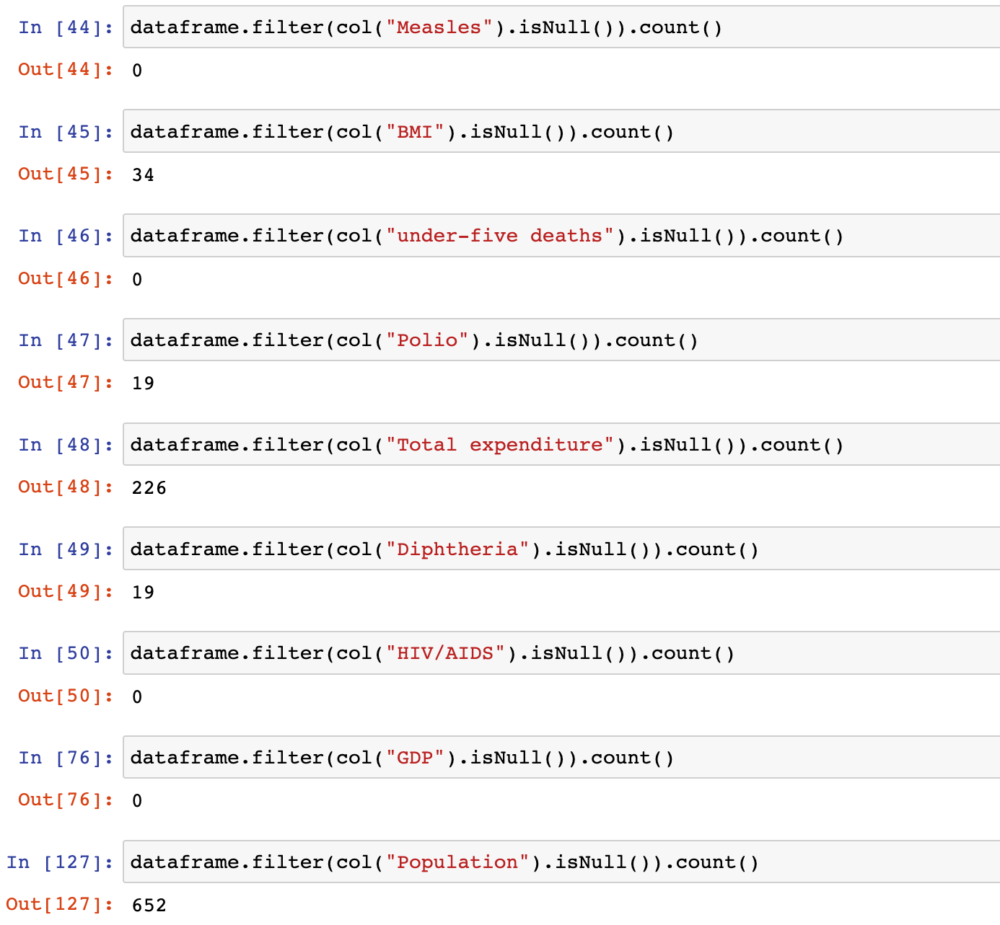 In [44]: dataframe.filter(col("Measles").isNull()).count()
Out[44]: 0
In [45]: dataframe.filter(col("BMI").isNull()).count()
Out[45]: 34
In [46]: dataframe.filter(col("under-five deaths").isNull()).count()
Out[46]: 0
In [47]: dataframe.filter(col("Polio").isNull()).count()
Out[47]: 19
In [48]: dataframe.filter(col("Total expenditure").isNull()).count()
Out[48]: 226
In [49]: dataframe.filter(col("Diphtheria").isNull()).count()
Out[49]: 19
In [50]: dataframe.filter(col("HIV/AIDS").isNull()).count()
Out[50]: 0
In [76]: dataframe.filter(col("GDP").isNull()).count()
Out[76]: 0
In [127]: dataframe.filter(col("Population").isNull()).count()
Out[127]: 652